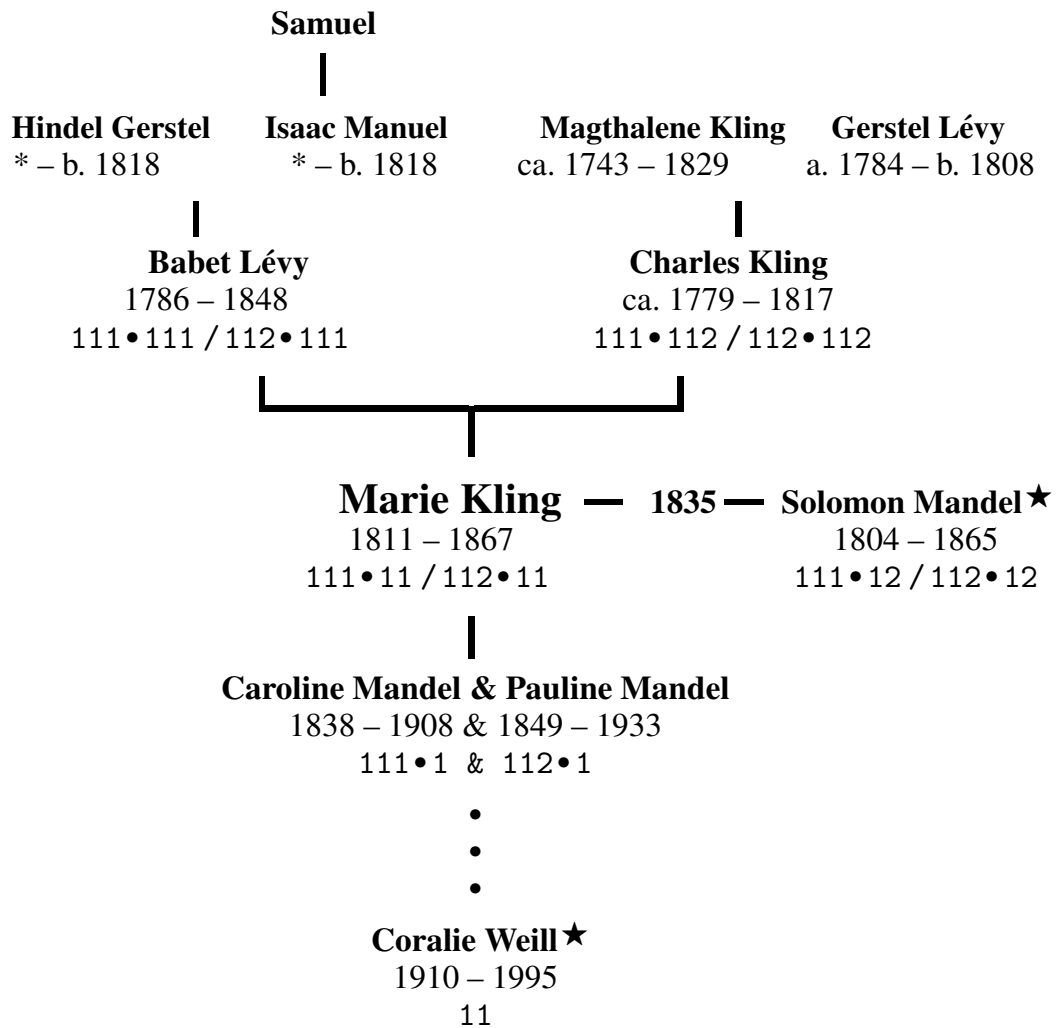 Samuel
Hindel Gerstel Isaac Manuel Magthalene Kling Gerstel Lévy
* – b. 1818 * – b. 1818 ca. 1743 – 1829 a. 1784 – b. 1808
Babet Lévy Charles Kling
1786 – 1848 ca. 1779 – 1817
111•111 / 112•111 111•112 / 112•112
Marie Kling — 1835 — Solomon Mandel★
1811 – 1867 1804 – 1865
111•11 / 112•11 111•12 / 112•12
Caroline Mandel & Pauline Mandel
1838 – 1908 & 1849 – 1933
111•1 & 112•1
•
•
•
Coralie Weill★
1910 – 1995
11